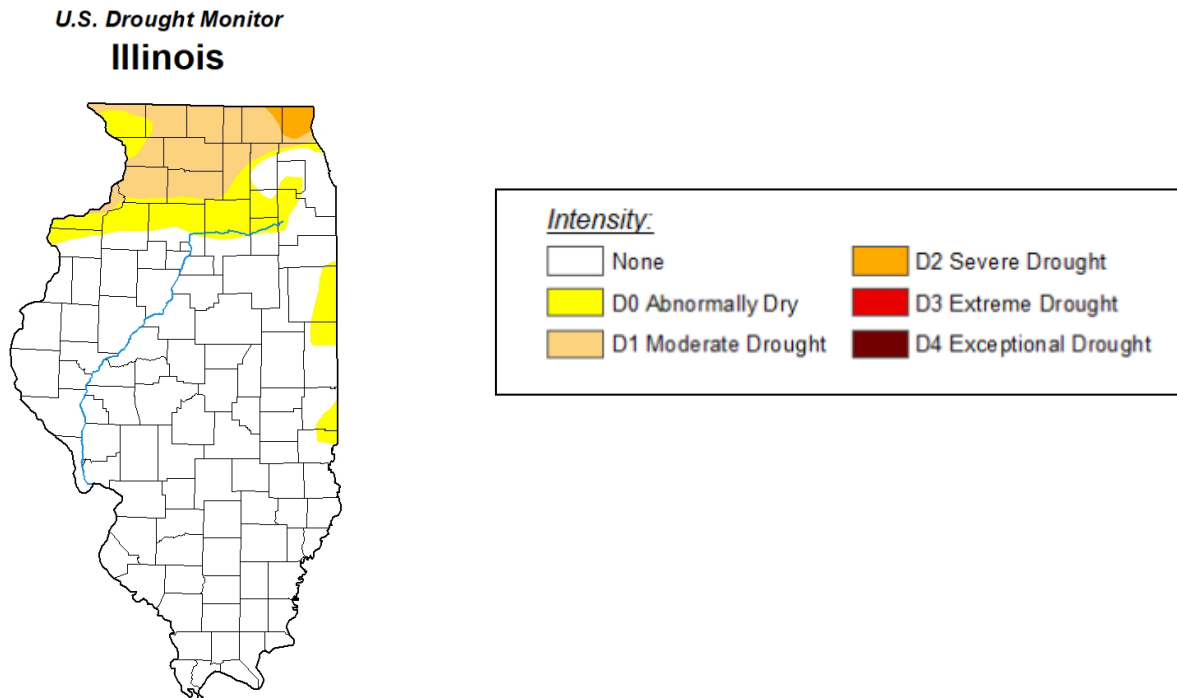 U.S. Drought Monitor
Illinois
Intensity:
None
D0 Abnormally Dry
D1 Moderate Drought
D2 Severe Drought
D3 Extreme Drought
D4 Exceptional Drought